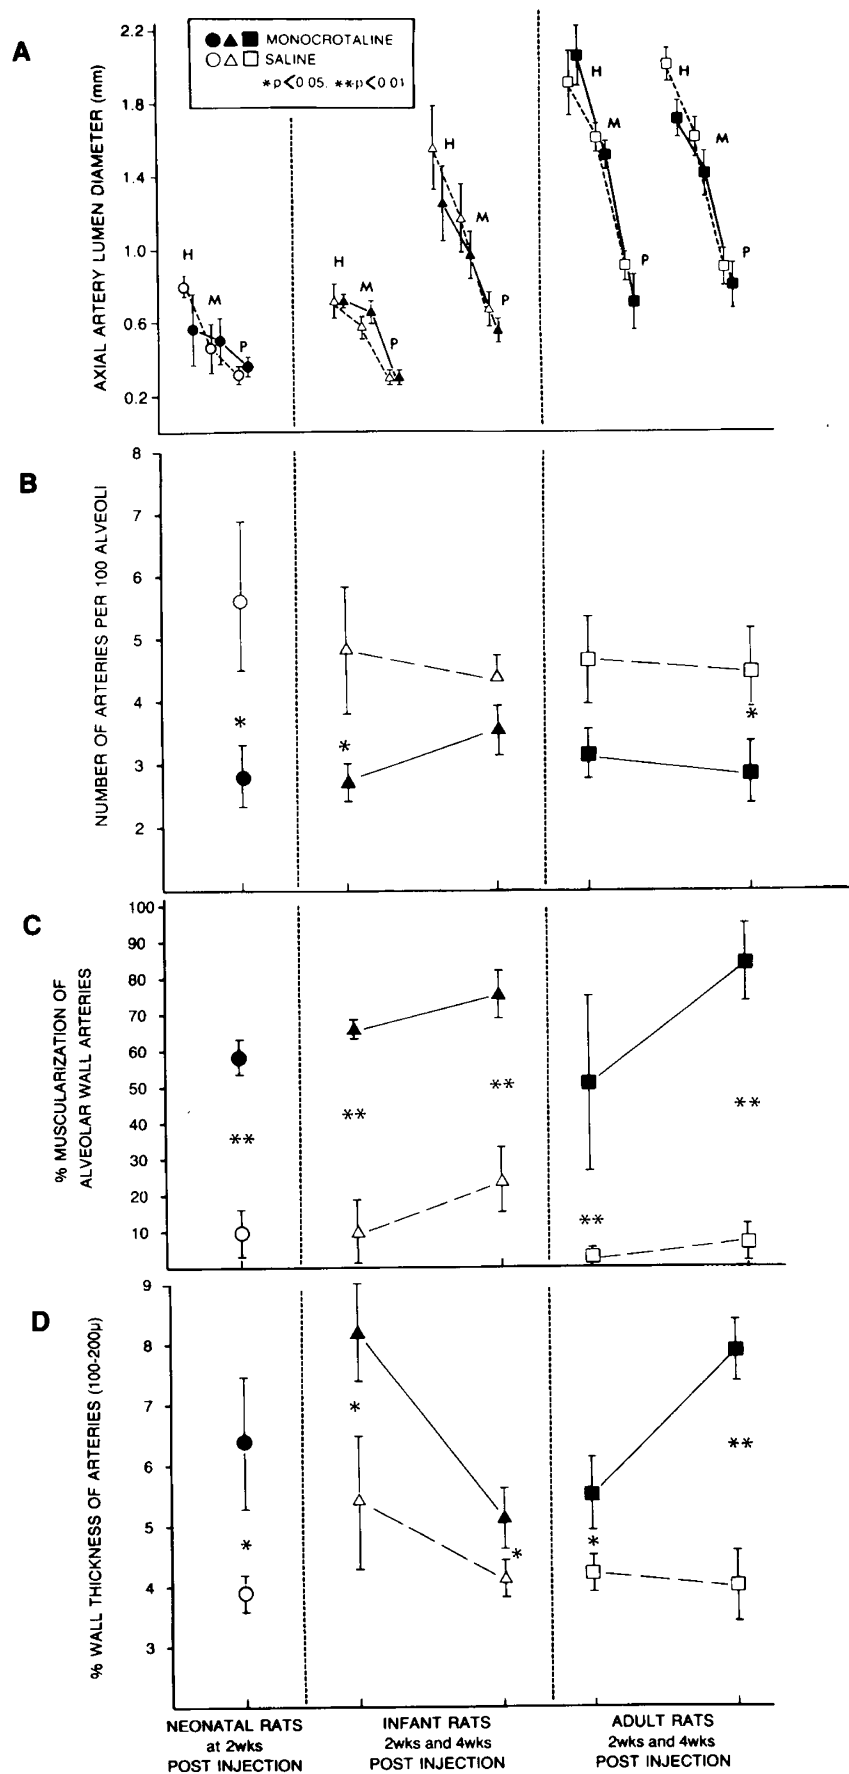 A
AXIAL ARTERY LUMEN DIAMETER (mm)
2.2
1.8
1.4
1.0
0.6
0.2
MONOCROTALINE
SALINE
*p<0.05, **p<0.01
H
M
P
H
M
P
H
M
P
H
M
P
H
M
P
B
NUMBER OF ARTERIES PER 100 ALVEOLI
8
7
6
5
4
3
2
*
*
*
C
% MUSCULARIZATION OF
ALVEOLAR WALL ARTERIES
100
90
80
70
60
50
40
30
20
10
**
**
**
**
**
D
% WALL THICKNESS OF ARTERIES (100-200µ)
9
8
7
6
5
4
3
*
*
*
*
**
NEONATAL RATS
at 2wks
POST INJECTION
INFANT RATS
2wks and 4wks
POST INJECTION
ADULT RATS
2wks and 4wks
POST INJECTION